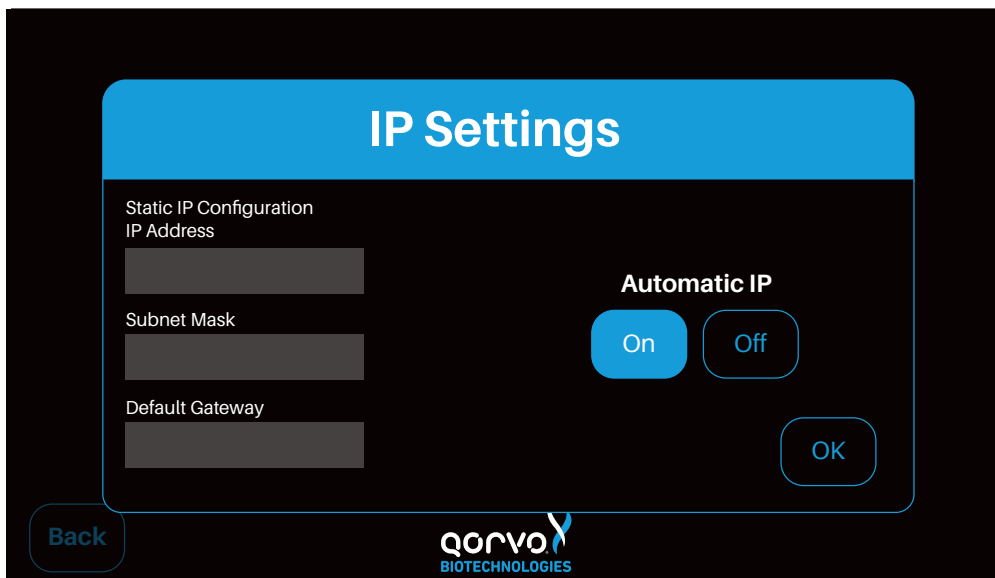 IP Settings
Static IP Configuration
IP Address
Subnet Mask
Default Gateway
Automatic IP
On Off
OK
Back
QORVO
BIOTECHNOLOGIES